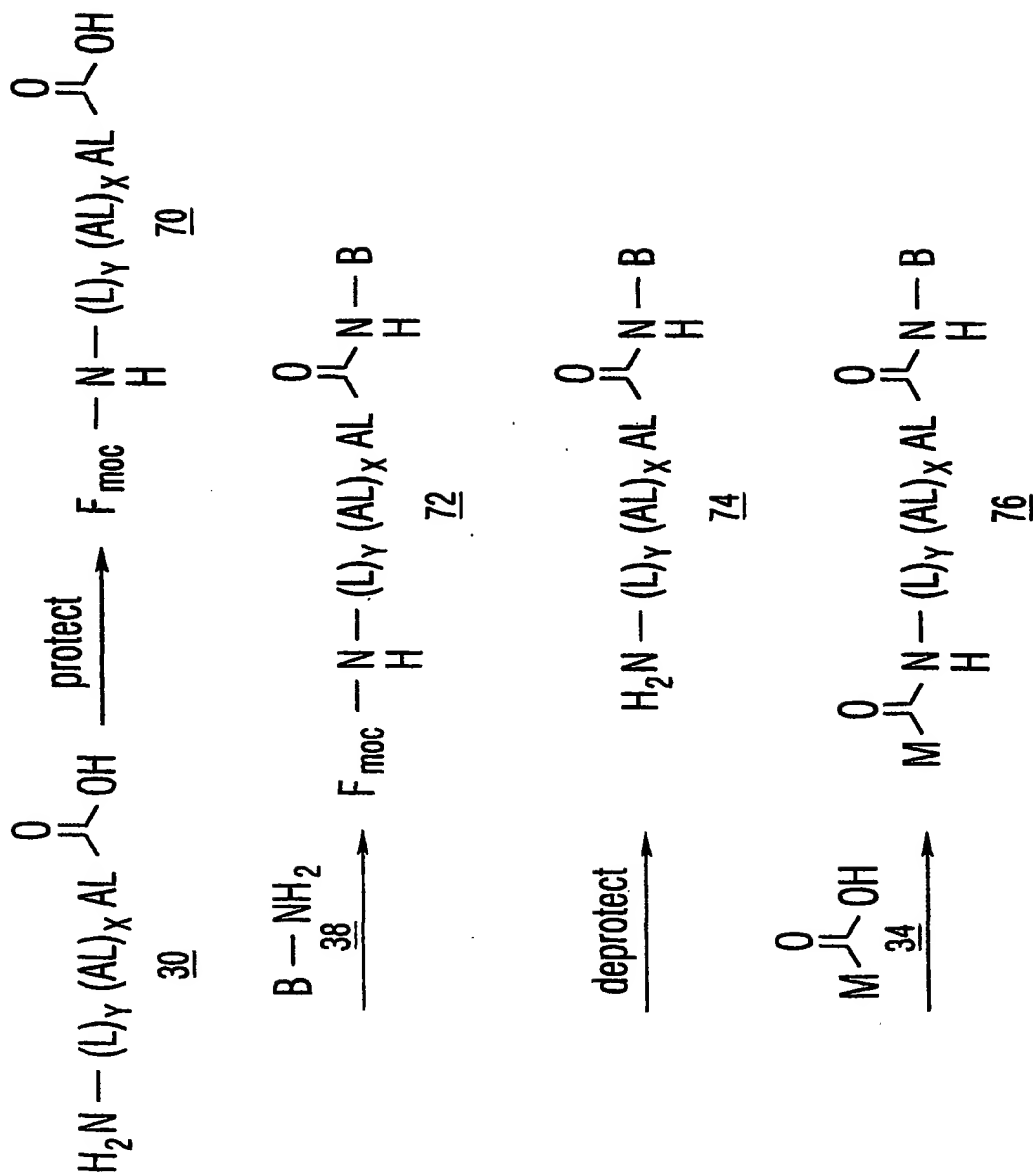 H₂N — (L)Y (AL)X AL O OH
30
protect
Fmoc — N — (L)Y (AL)X AL O OH
H
70
B — NH₂
38
Fmoc — N — (L)Y (AL)X AL O N — B
H H
72
deprotect
H₂N — (L)Y (AL)X AL O N — B
H
74
M O OH
34
M O N — (L)Y (AL)X AL O N — B
H H
76